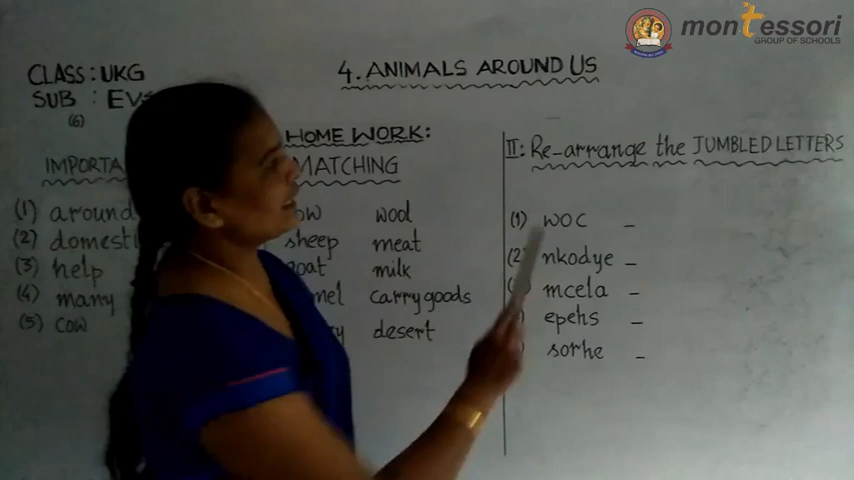 montessori
GROUP OF SCHOOLS
CLASS: UKG
SUB : EVS
(6)
4. ANIMALS AROUND US
IMPORTA
(1) around
(2) domesti
(3) help
(4) many
(5) cow
HOME WORK:
MATCHING
ow wool
sheep meat
oat milk
mel carry goods
y desert
II: Re-arrange the JUMBLED LETTERS
(1) woc -
(2) nkodye -
mcela -
epehs -
sorhe -